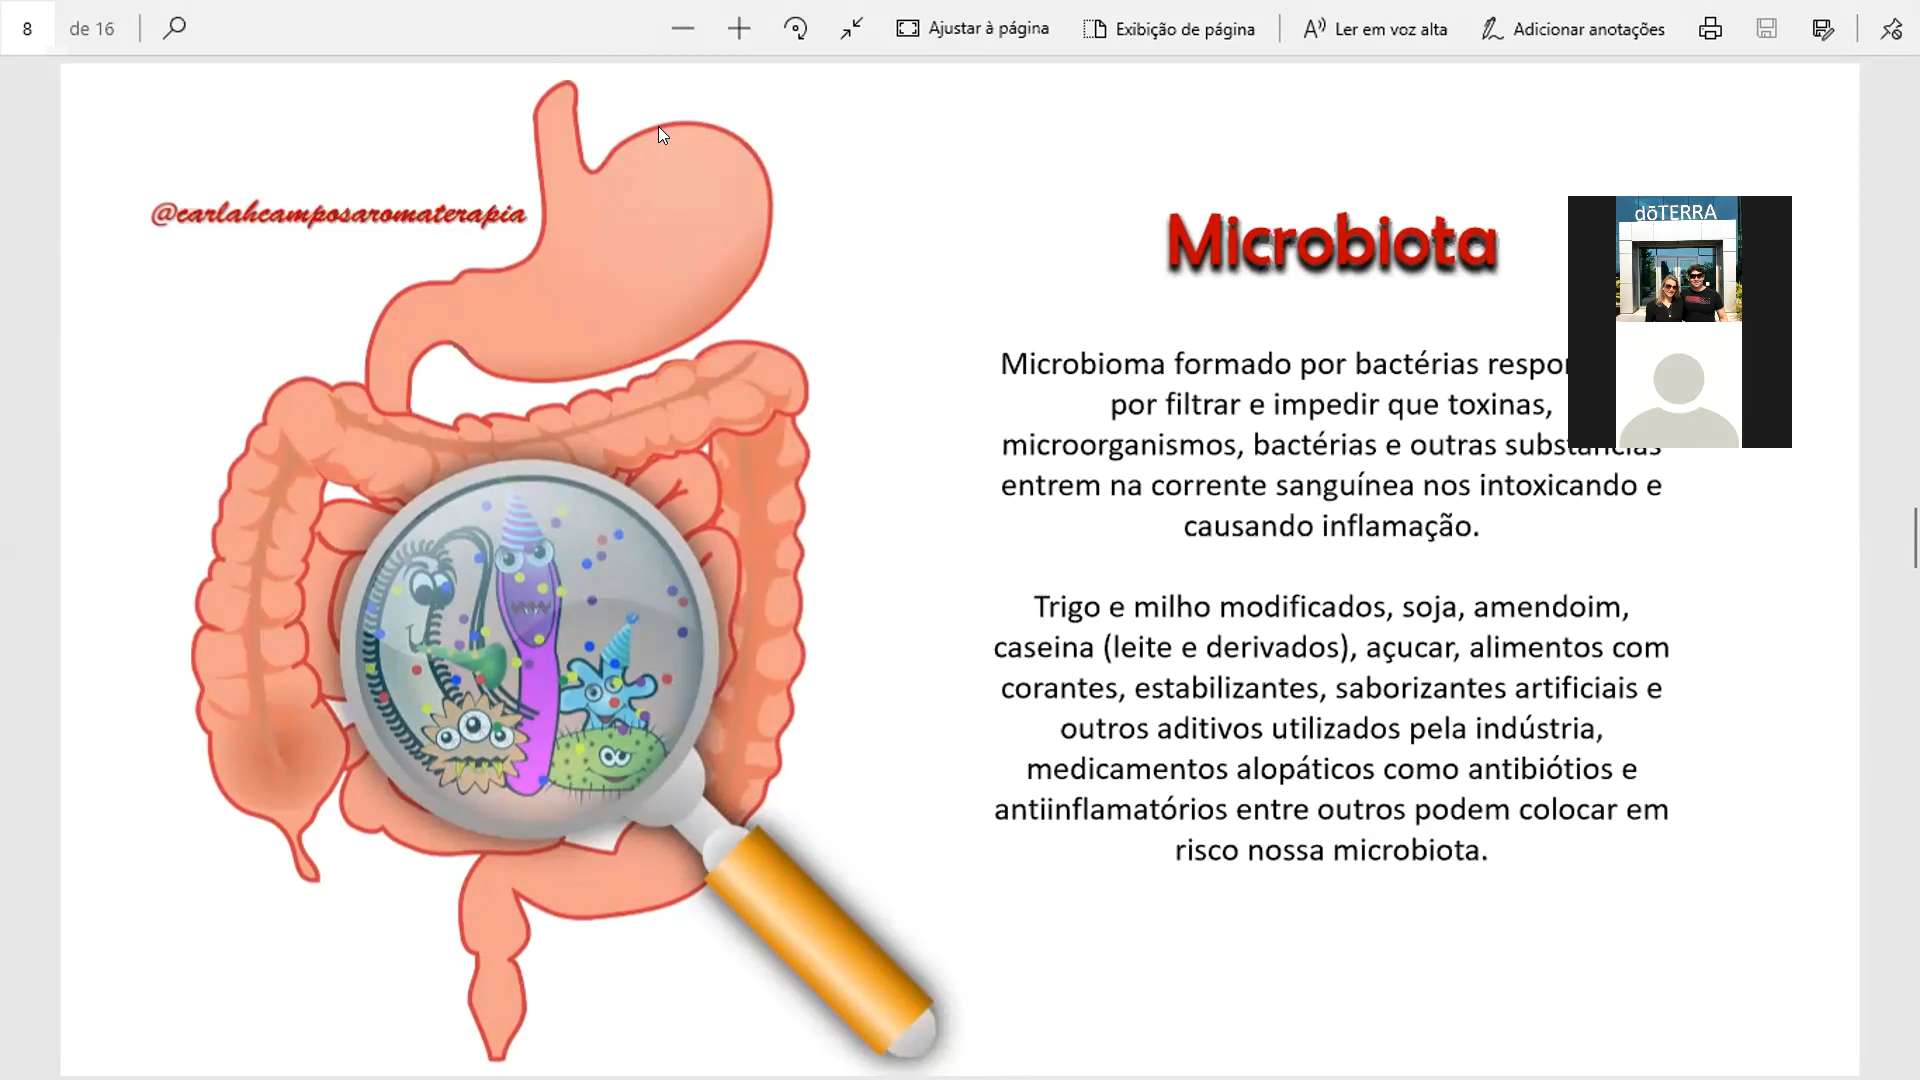 8 de 16 Ajustar à página Exibição de página Ler em voz alta Adicionar anotações
@carlahcamposaromaterapia
Microbiota
dōTERRA
Microbioma formado por bactérias
por filtrar e impedir que toxinas,
microorganismos, bactérias e outras substâncias
entrem na corrente sanguínea nos intoxicando e
causando inflamação.
Trigo e milho modificados, soja, amendoim,
caseina (leite e derivados), açucar, alimentos com
corantes, estabilizantes, saborizantes artificiais e
outros aditivos utilizados pela indústria,
medicamentos alopáticos como antibiótios e
antiinflamatórios entre outros podem colocar em
risco nossa microbiota.